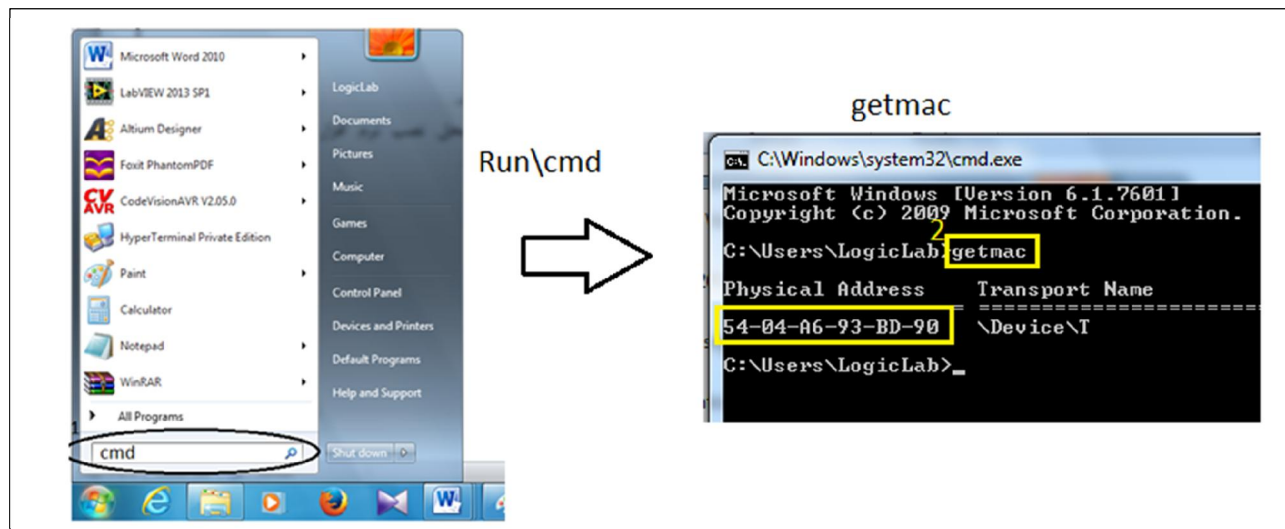 Microsoft Word 2010
LabVIEW 2013 SP1
Altium Designer
Foxit PhantomPDF
CodeVisionAVR V2.05.0
HyperTerminal Private Edition
Paint
Calculator
Notepad
WinRAR
All Programs
1
cmd
LogicLab
Documents
Pictures
Music
Games
Computer
Control Panel
Devices and Printers
Default Programs
Help and Support
Shut down
Run\cmd
getmac
C:\Windows\system32\cmd.exe
Microsoft Windows [Version 6.1.7601]
Copyright (c) 2009 Microsoft Corporation.
2
C:\Users\LogicLab>getmac
Physical Address Transport Name
54-04-A6-93-BD-90 \Device\T
C:\Users\LogicLab>_